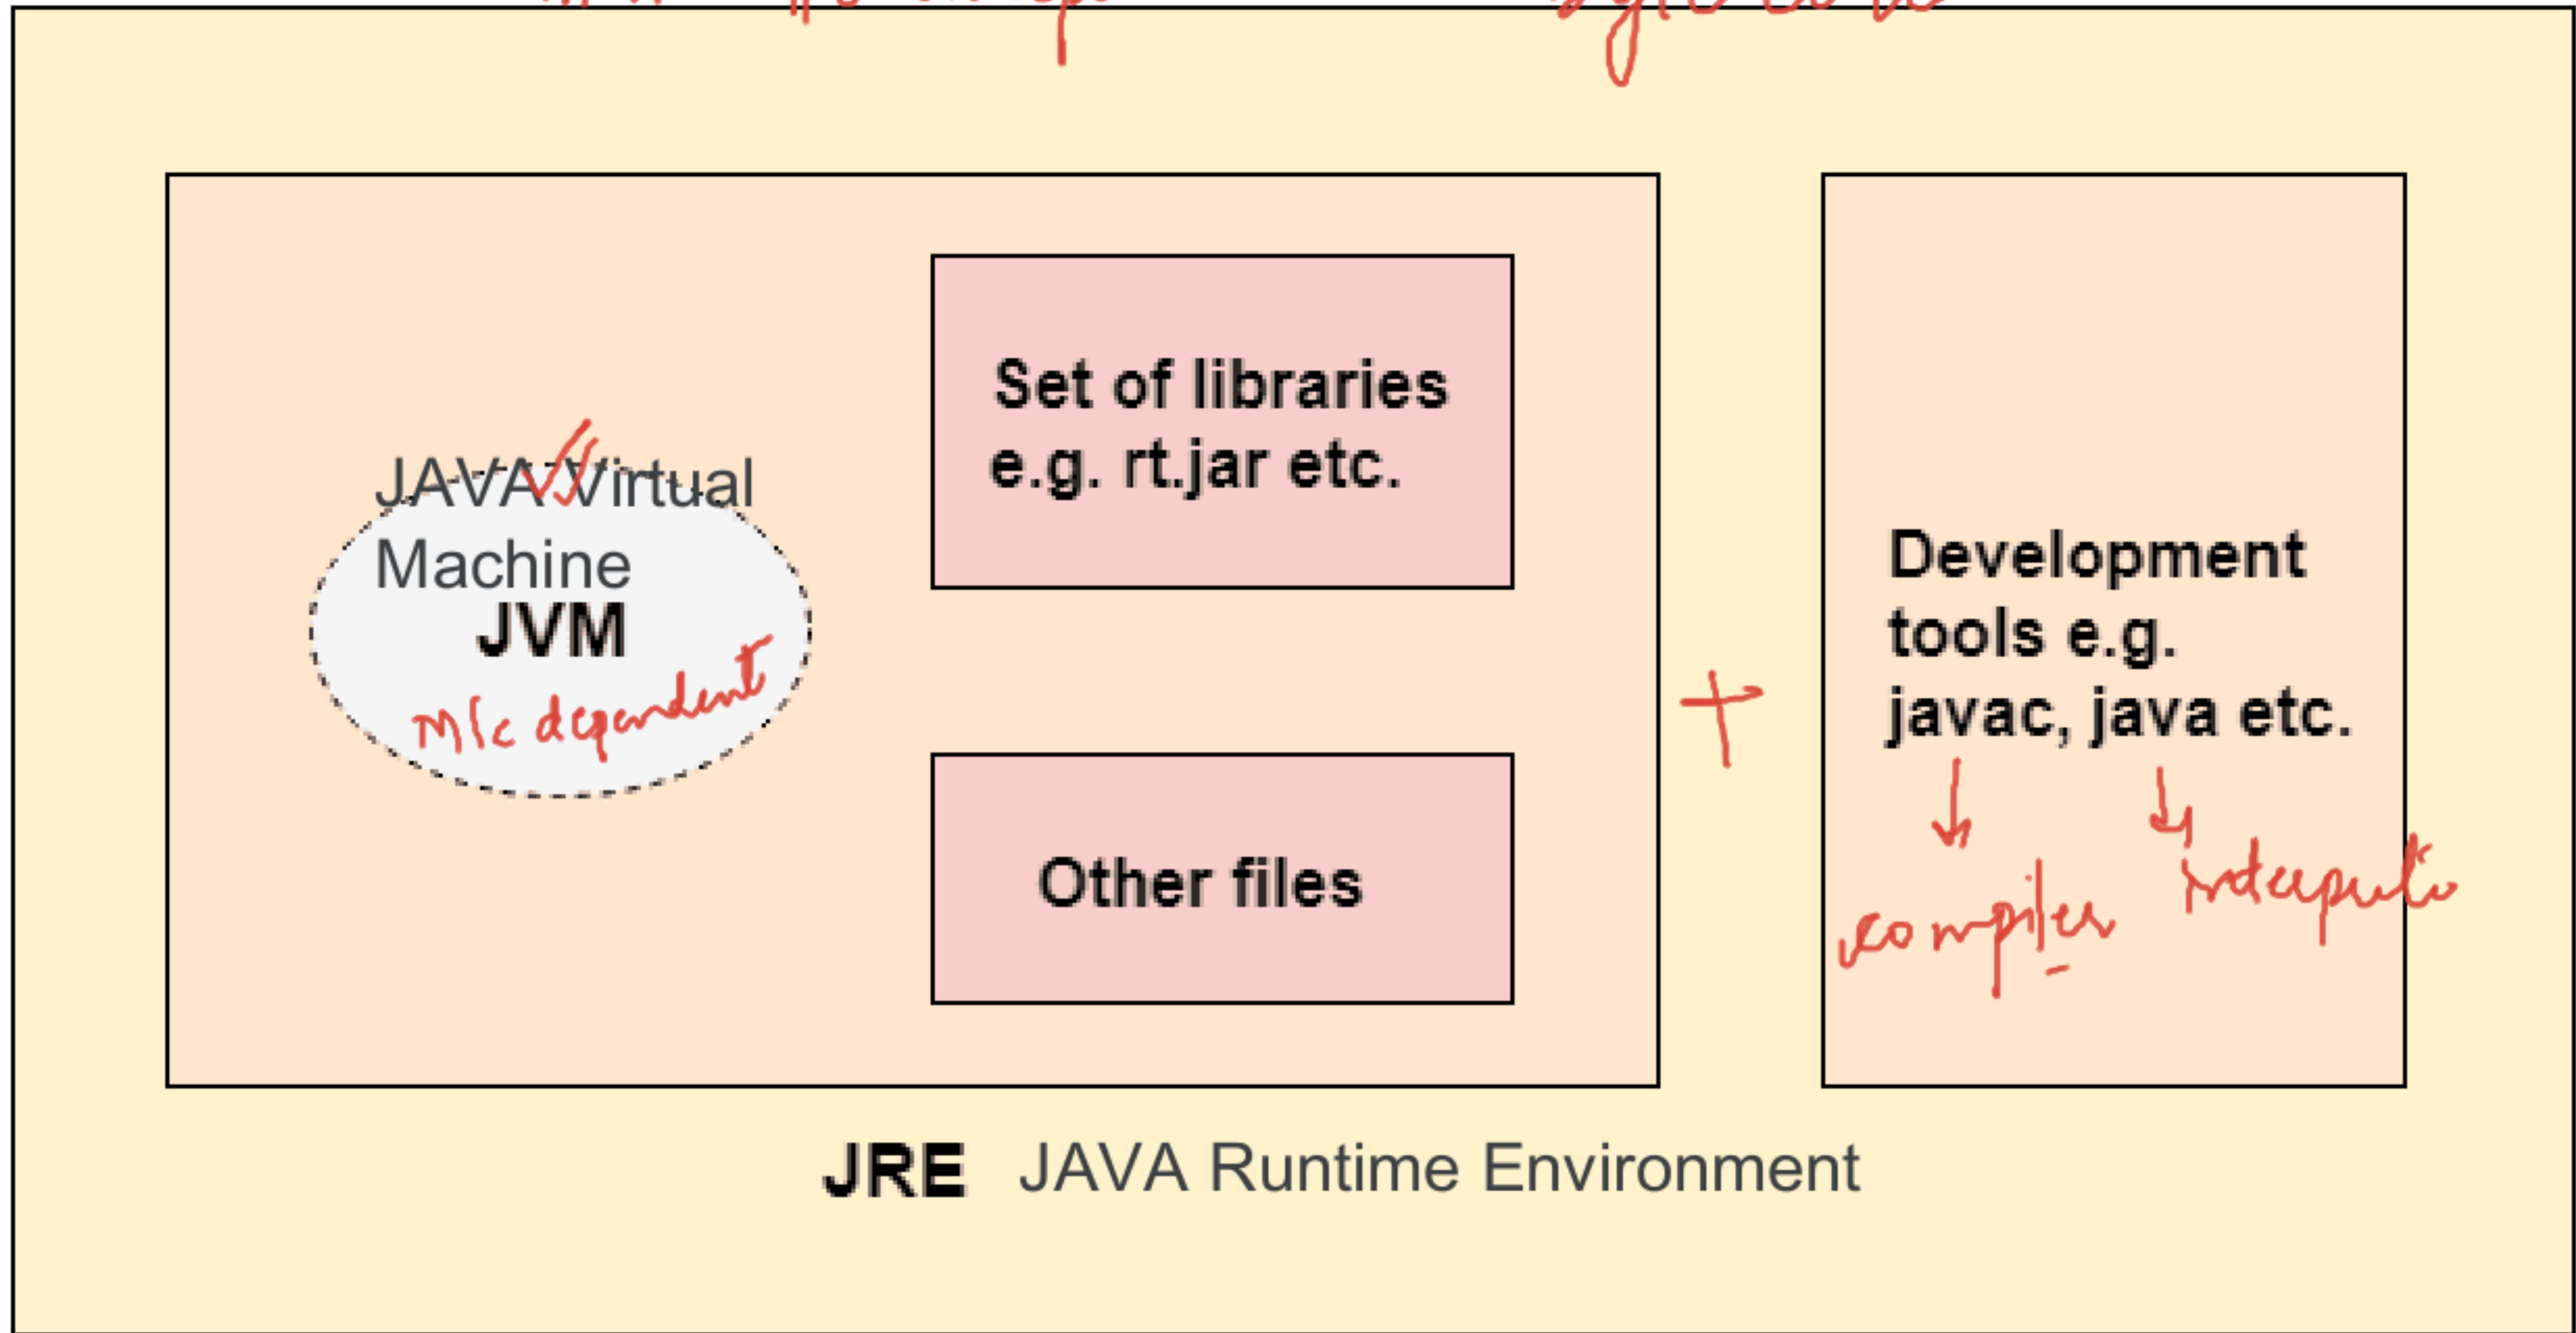 JAVA Virtual
Machine
JVM
M/c dependent
Set of libraries
e.g. rt.jar etc.
Other files
+
Development
tools e.g.
javac, java etc.
compiler
JRE JAVA Runtime Environment